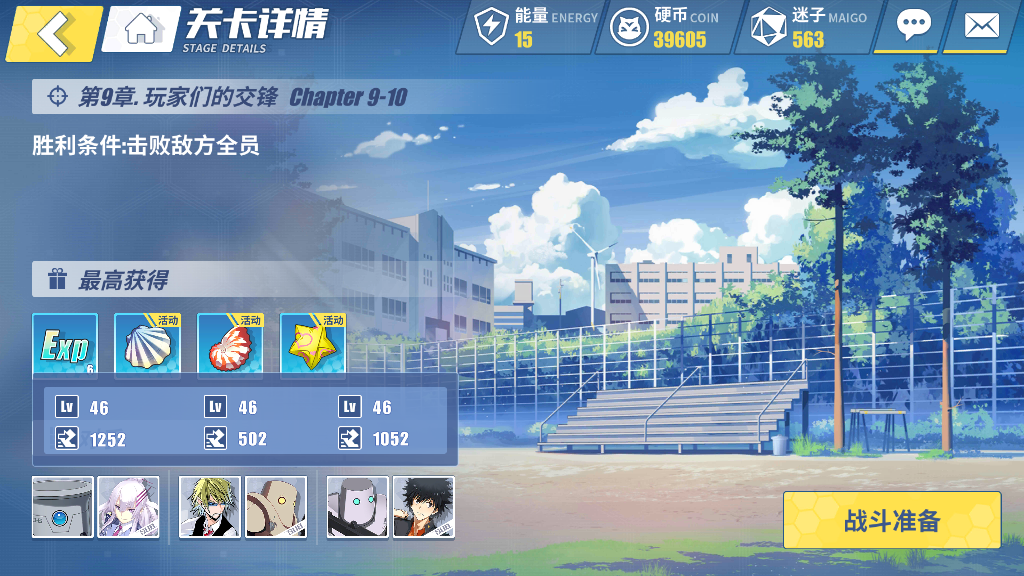 关卡详情
STAGE DETAILS
能量 ENERGY
15
硬币 COIN
39605
迷子 MAIGO
563
第9章.玩家们的交锋 Chapter 9-10
胜利条件:击败敌方全员
最高获得
Exp
6
活动
活动
活动
Lv 46
Lv 46
Lv 46
1252
502
1052
战斗准备